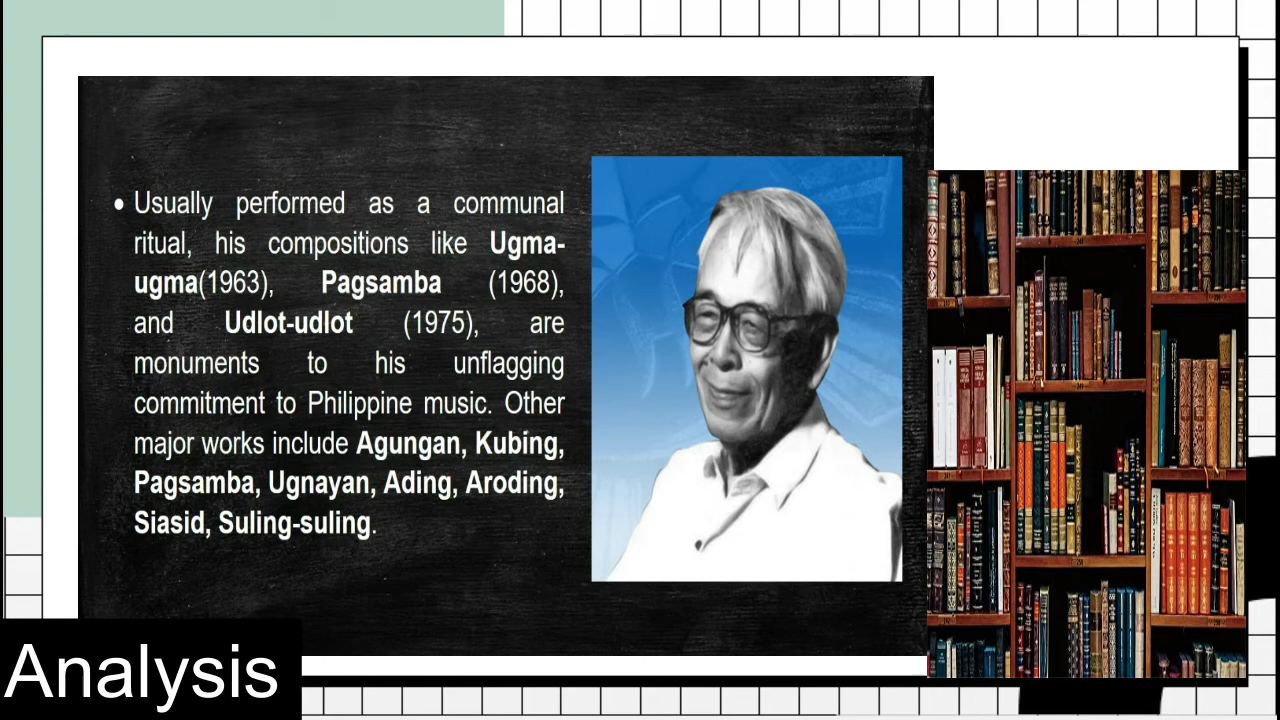 • Usually performed as a communal
ritual, his compositions like Ugma-
ugma(1963), Pagsamba (1968),
and Udlot-udlot (1975), are
monuments to his unflagging
commitment to Philippine music. Other
major works include Agungan, Kubing,
Pagsamba, Ugnayan, Ading, Aroding,
Siasid, Suling-suling.
Analysis